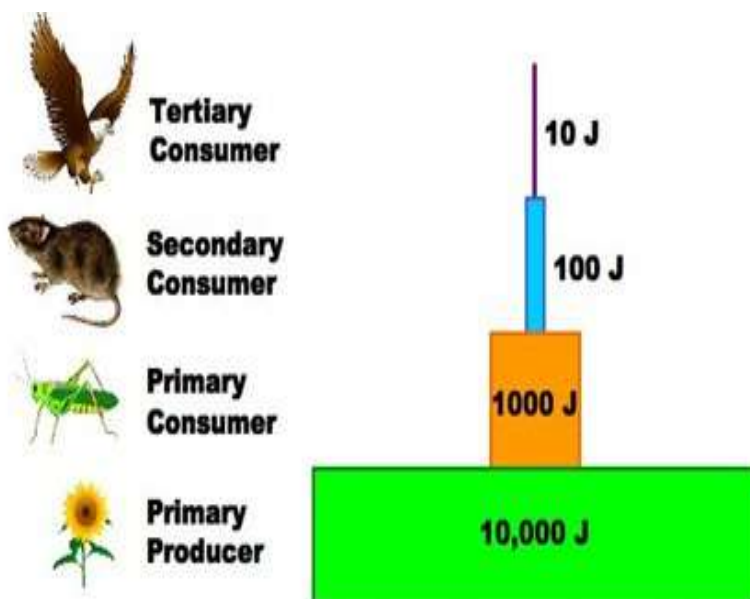 Tertiary
Consumer
10 J
Secondary
Consumer
100 J
Primary
Consumer
1000 J
Primary
Producer
10,000 J